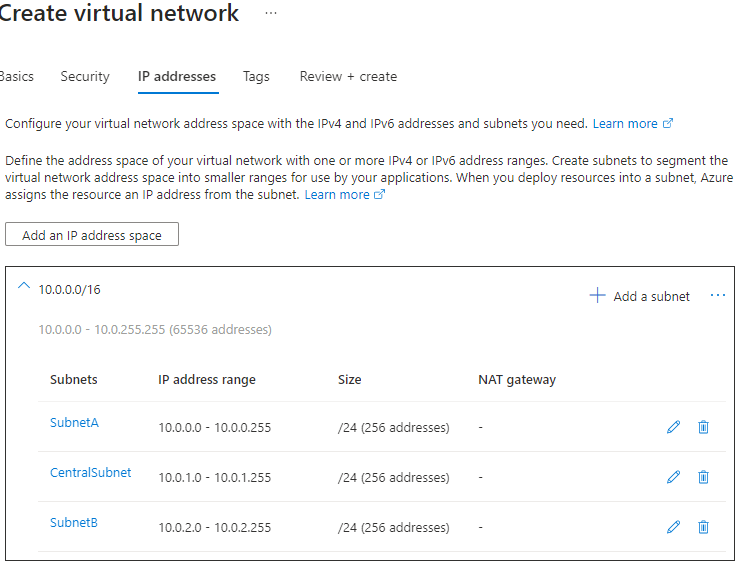 Create virtual network ...
Basics Security IP addresses Tags Review + create
Configure your virtual network address space with the IPv4 and IPv6 addresses and subnets you need. Learn more
Define the address space of your virtual network with one or more IPv4 or IPv6 address ranges. Create subnets to segment the
virtual network address space into smaller ranges for use by your applications. When you deploy resources into a subnet, Azure
assigns the resource an IP address from the subnet. Learn more
Add an IP address space
10.0.0.0/16 + Add a subnet ...
10.0.0.0 - 10.0.255.255 (65536 addresses)
Subnets IP address range Size NAT gateway
SubnetA 10.0.0.0 - 10.0.0.255 /24 (256 addresses) -
CentralSubnet 10.0.1.0 - 10.0.1.255 /24 (256 addresses) -
SubnetB 10.0.2.0 - 10.0.2.255 /24 (256 addresses) -